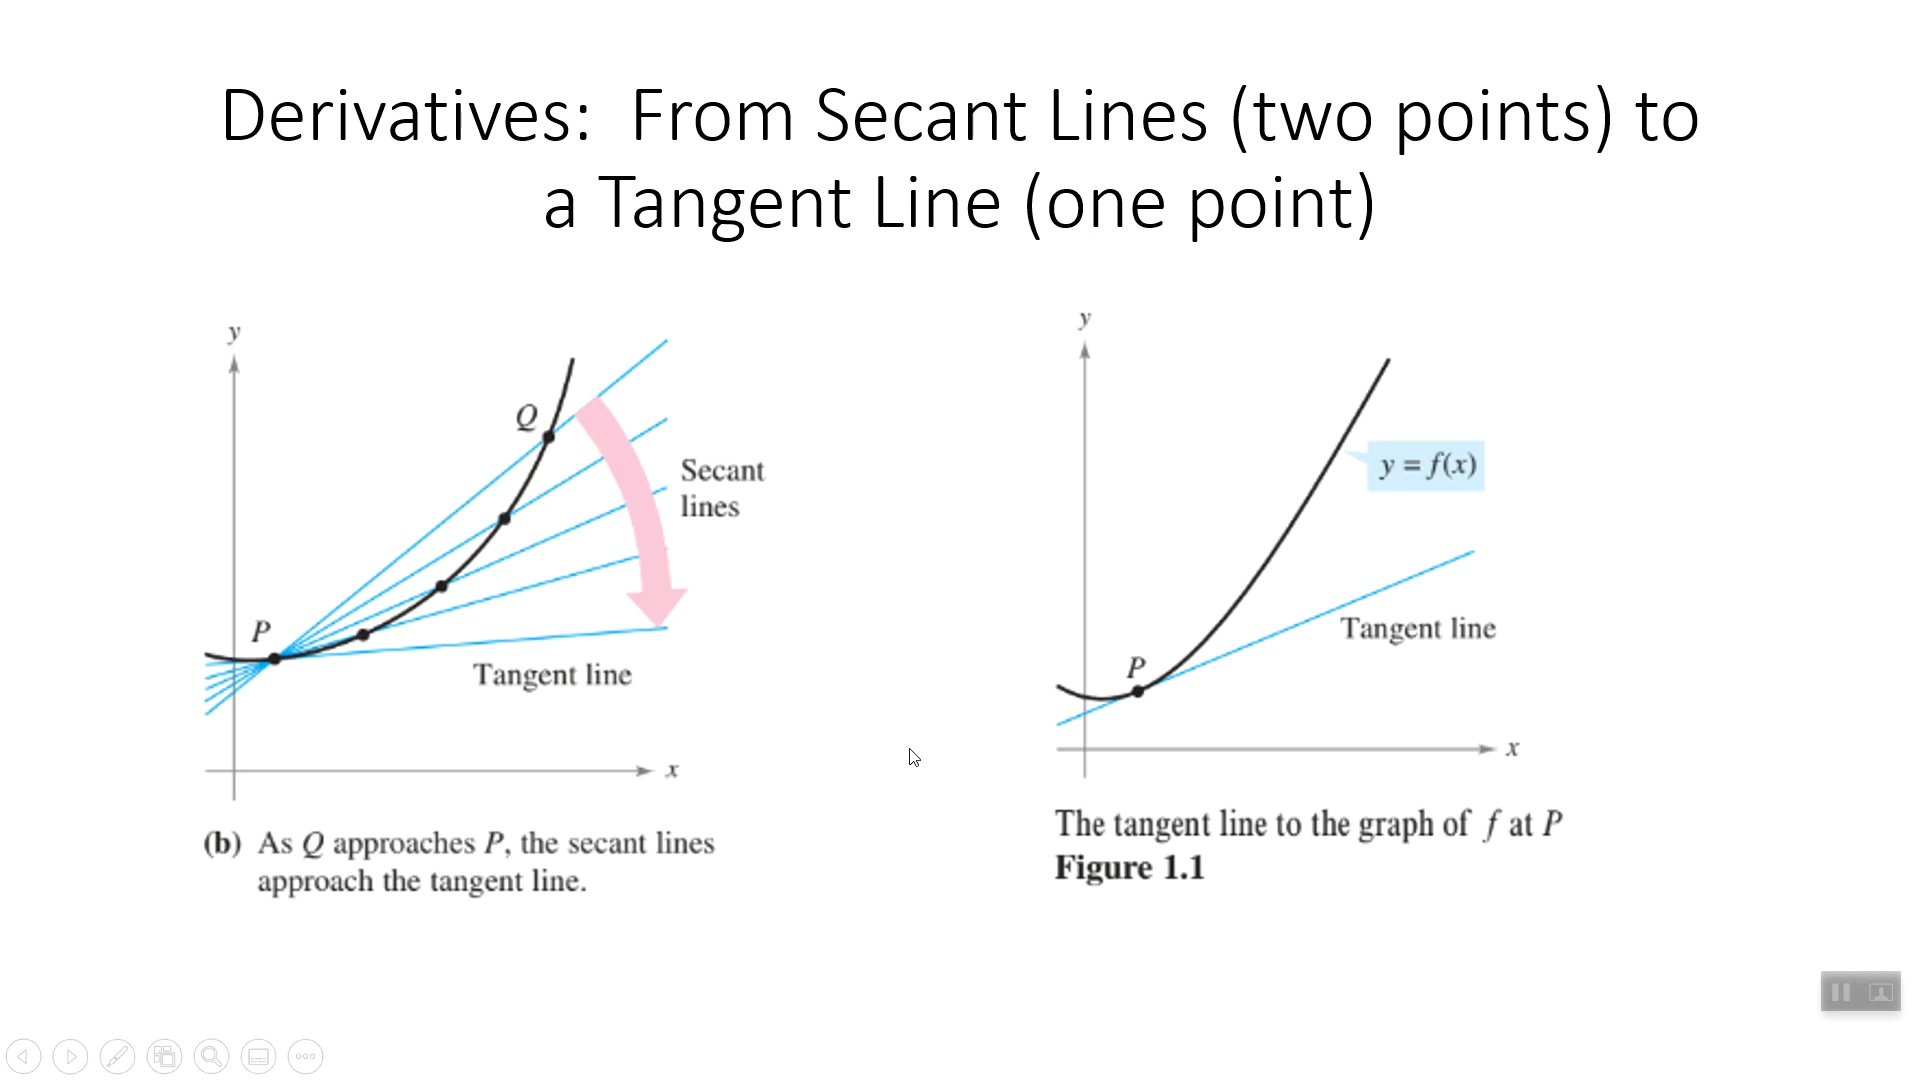 Derivatives:  From Secant Lines (two points) to
a Tangent Line (one point)
y
Q
Secant
lines
P
Tangent line
x
(b) As Q approaches P, the secant lines
approach the tangent line.
y
y = f(x)
Tangent line
P
x
The tangent line to the graph of f at P
Figure 1.1